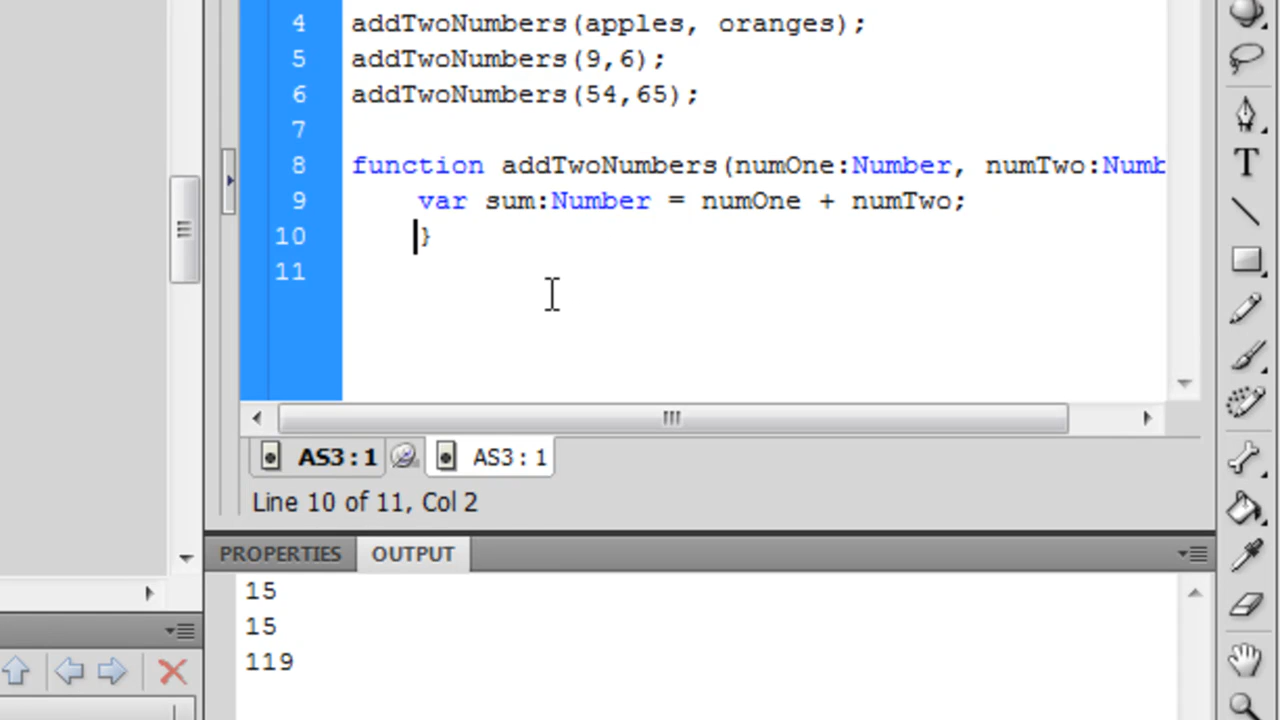 4 addTwoNumbers(apples, oranges);
5 addTwoNumbers(9,6);
6 addTwoNumbers(54,65);
7
8 function addTwoNumbers(numOne:Number, numTwo:Numb
9 var sum:Number = numOne + numTwo;
10 }
11
AS3:1 AS3:1
Line 10 of 11, Col 2
PROPERTIES OUTPUT
15
15
119